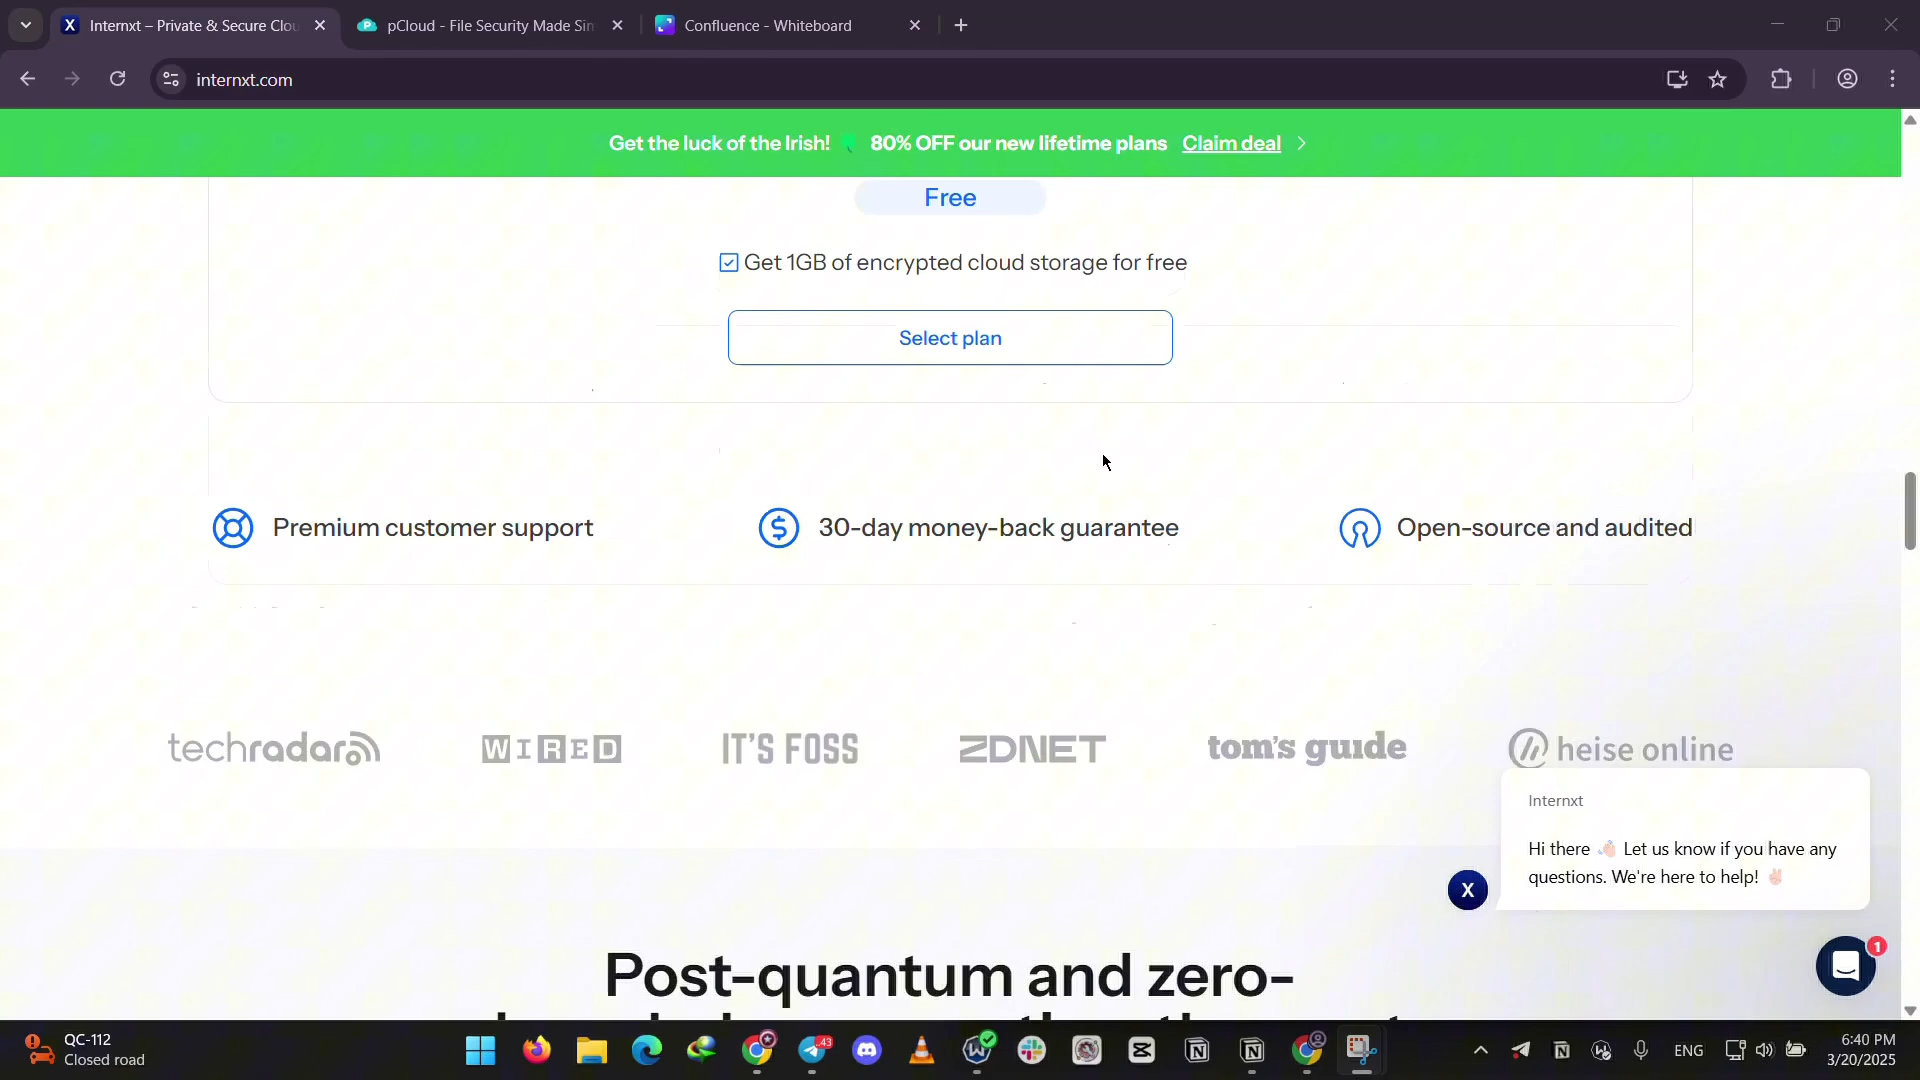 Internxt – Private & Secure Clou
pCloud - File Security Made Sim
Confluence - Whiteboard
internxt.com
Get the luck of the Irish! 80% OFF our new lifetime plans Claim deal
Free
Get 1GB of encrypted cloud storage for free
Select plan
Premium customer support
30-day money-back guarantee
Open-source and audited
techradar
WIRED
IT'S FOSS
ZDNET
tom's guide
heise online
Internxt
Hi there 👋🏻 Let us know if you have any
questions. We're here to help! ✌🏻
X
1
Post-quantum and zero-
QC-112
Closed road
43
ENG
6:40 PM
3/20/2025